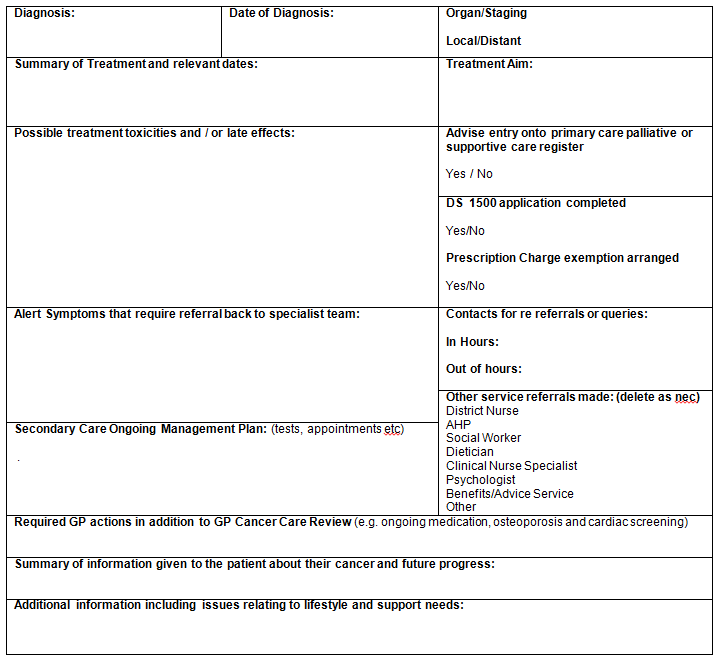 Diagnosis:
Date of Diagnosis:
Organ/Staging
Local/Distant
Summary of Treatment and relevant dates:
Treatment Aim:
Possible treatment toxicities and / or late effects:
Advise entry onto primary care palliative or
supportive care register
Yes / No
DS 1500 application completed
Yes/No
Prescription Charge exemption arranged
Yes/No
Alert Symptoms that require referral back to specialist team:
Contacts for re referrals or queries:
In Hours:
Out of hours:
Other service referrals made: (delete as nec)
District Nurse
AHP
Social Worker
Dietician
Clinical Nurse Specialist
Psychologist
Benefits/Advice Service
Other
Secondary Care Ongoing Management Plan: (tests, appointments etc)
.
Required GP actions in addition to GP Cancer Care Review (e.g. ongoing medication, osteoporosis and cardiac screening)
Summary of information given to the patient about their cancer and future progress:
Additional information including issues relating to lifestyle and support needs: